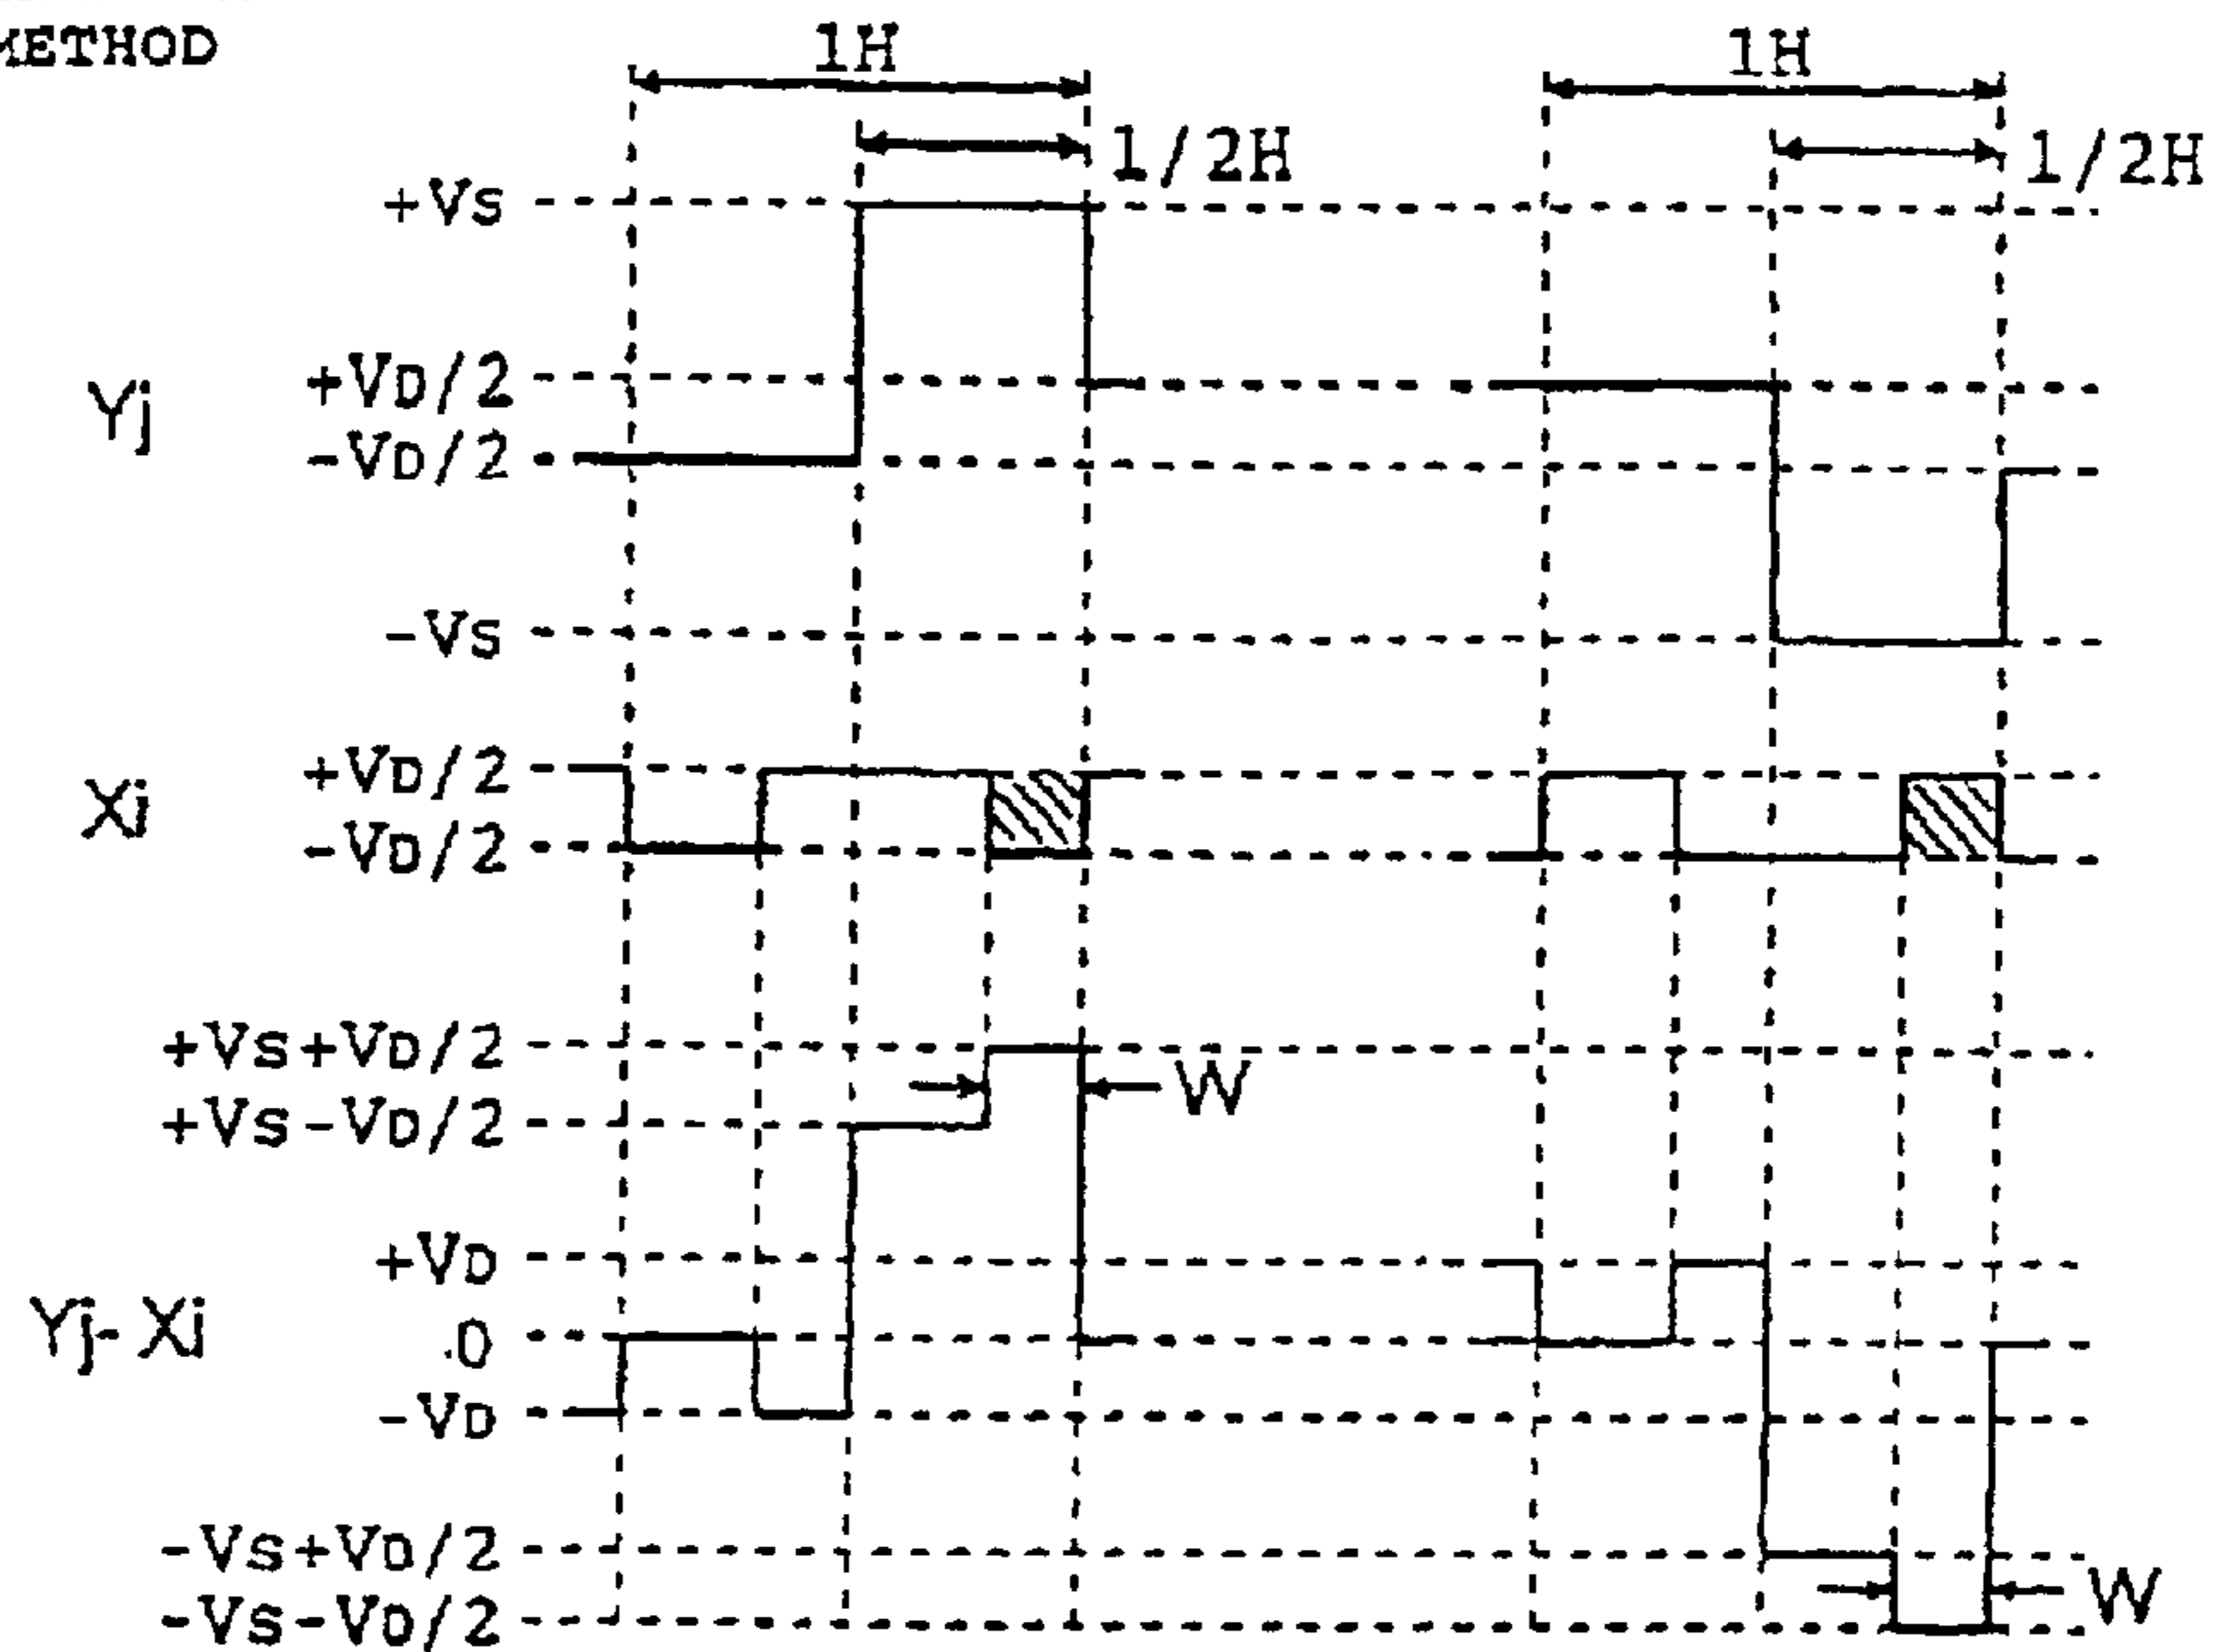 METHOD
1H
1H
1/2H
1/2H
+VS
+VD/2
Yj
-VD/2
-VS
+VD/2
Xi
-VD/2
+VS+VD/2
W
+VS-VD/2
+VD
Yj-Xi
0
-VD
-VS+VD/2
W
-VS-VD/2